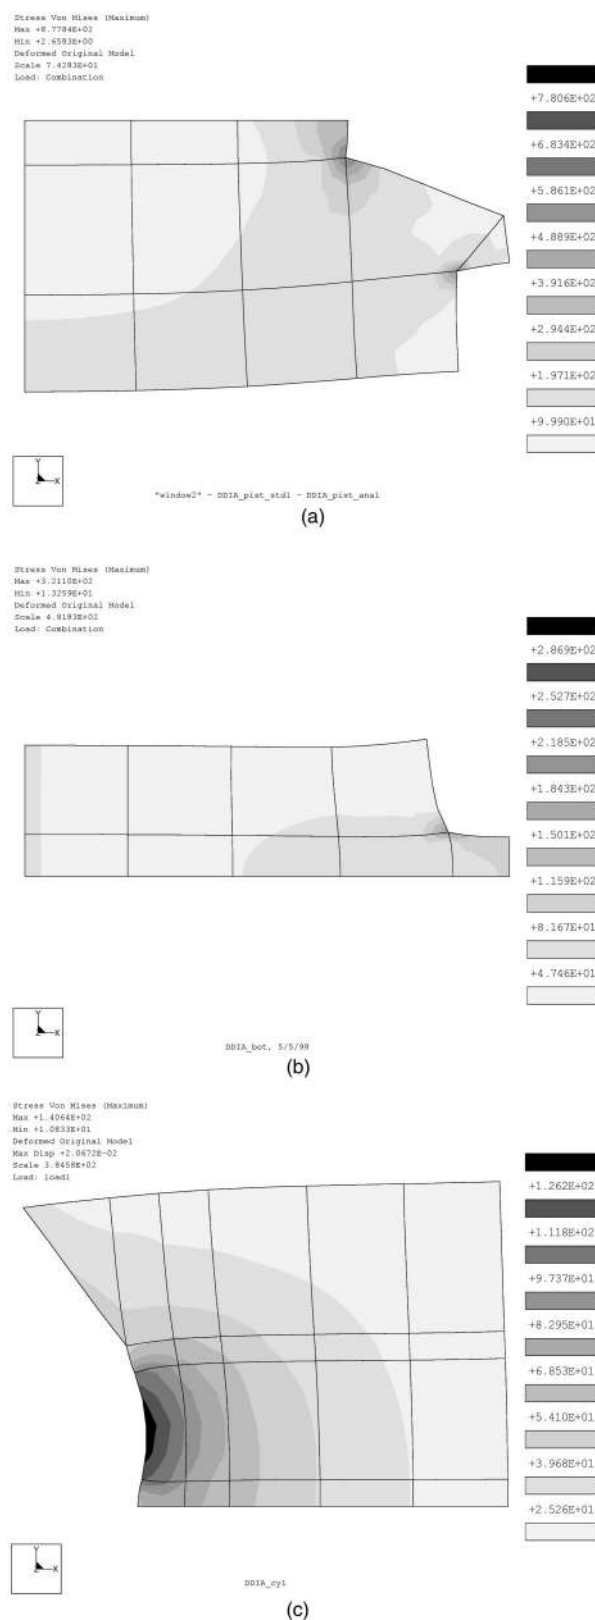 Stress Von Mises (Maximum)
Max +8.7784E+02
Min +2.6593E+00
Deformed Original Model
Scale 7.4283E+01
Load: Combination
+7.806E+02
+6.834E+02
+5.861E+02
+4.889E+02
+3.916E+02
+2.944E+02
+1.971E+02
+9.990E+01
Y
Z X
"window2" - DDIA_pist_std1 - DDIA_pist_anal
(a)
Stress Von Mises (Maximum)
Max +3.2110E+02
Min +1.3259E+01
Deformed Original Model
Scale 4.8183E+02
Load: Combination
+2.869E+02
+2.527E+02
+2.185E+02
+1.843E+02
+1.501E+02
+1.159E+02
+8.167E+01
+4.746E+01
Y
Z X
DDIA_bot, 5/5/98
(b)
Stress Von Mises (Maximum)
Max +1.4064E+02
Min +1.0833E+01
Deformed Original Model
Max Disp +2.0672E-02
Scale 3.8458E+02
Load: load1
+1.262E+02
+1.118E+02
+9.737E+01
+8.295E+01
+6.853E+01
+5.410E+01
+3.968E+01
+2.526E+01
Y
Z X
DDIA_cyl
(c)